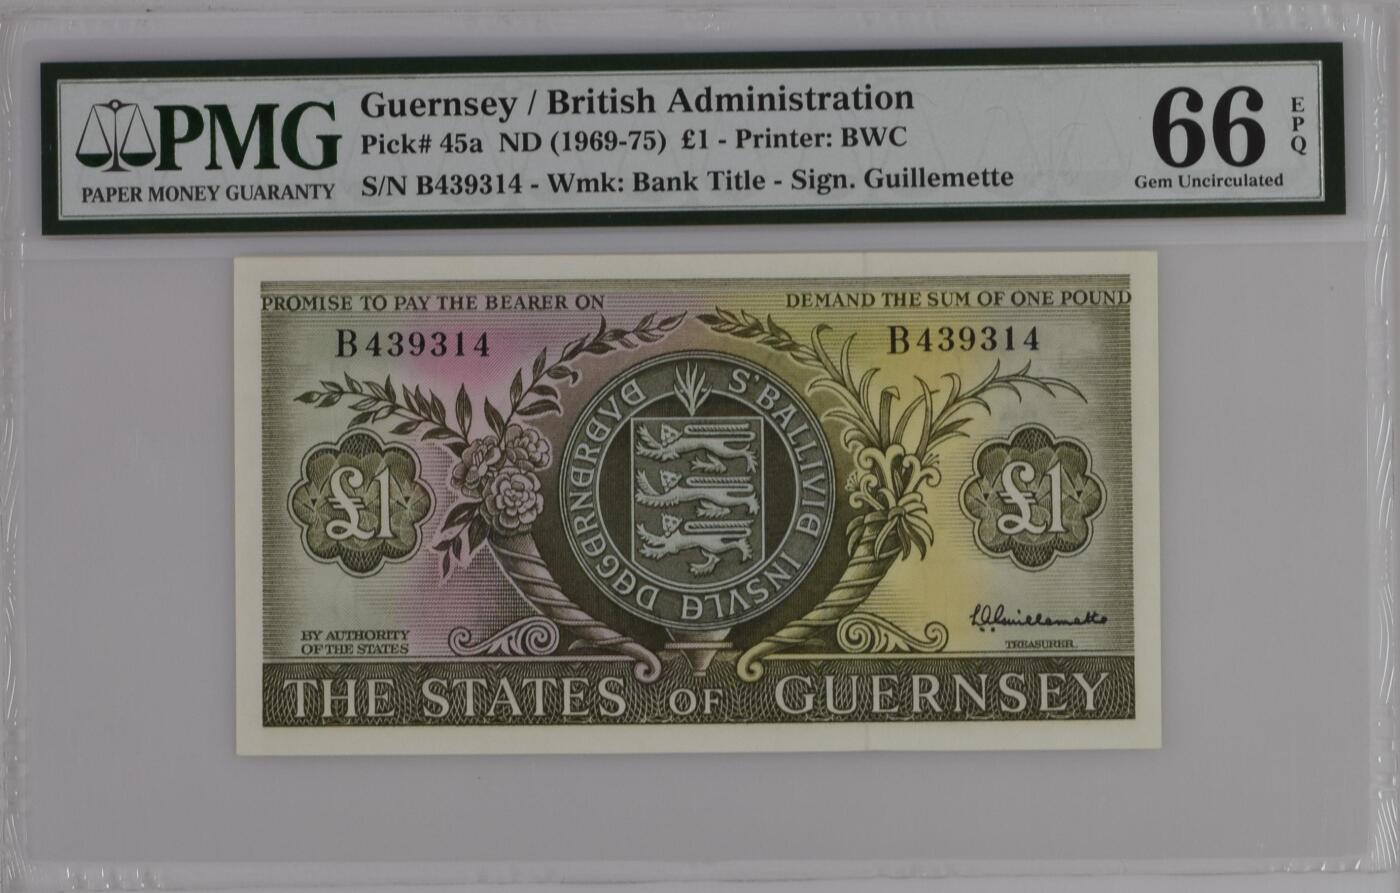 PMG
PAPER MONEY GUARANTY
Guernsey / British Administration
Pick# 45a ND (1969-75) £1 - Printer: BWC
S/N B439314 - Wmk: Bank Title - Sign. Guillemette
66
EPQ
Gem Uncirculated
PROMISE TO PAY THE BEARER ON DEMAND THE SUM OF ONE POUND
B439314 B439314
S'BALLIVIE INSVLE DEGERNEREYE
£1 £1
BY AUTHORITY
OF THE STATES
L.A. Guillemette
TREASURER
THE STATES OF GUERNSEY